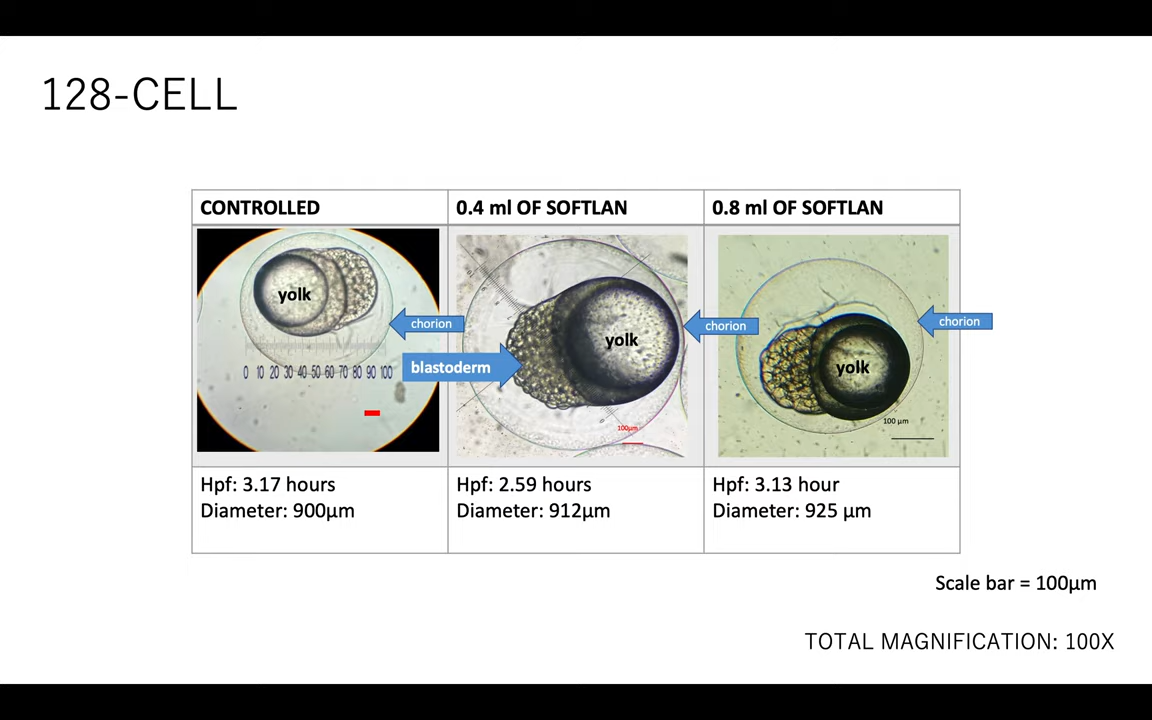 128-CELL
CONTROLLED
0.4 ml OF SOFTLAN
0.8 ml OF SOFTLAN
yolk
chorion
0 10 20 30 40 50 60 70 80 90 100
blastoderm
yolk
chorion
100µm
yolk
chorion
100 µm
Hpf: 3.17 hours
Diameter: 900µm
Hpf: 2.59 hours
Diameter: 912µm
Hpf: 3.13 hour
Diameter: 925 µm
Scale bar = 100µm
TOTAL MAGNIFICATION: 100X